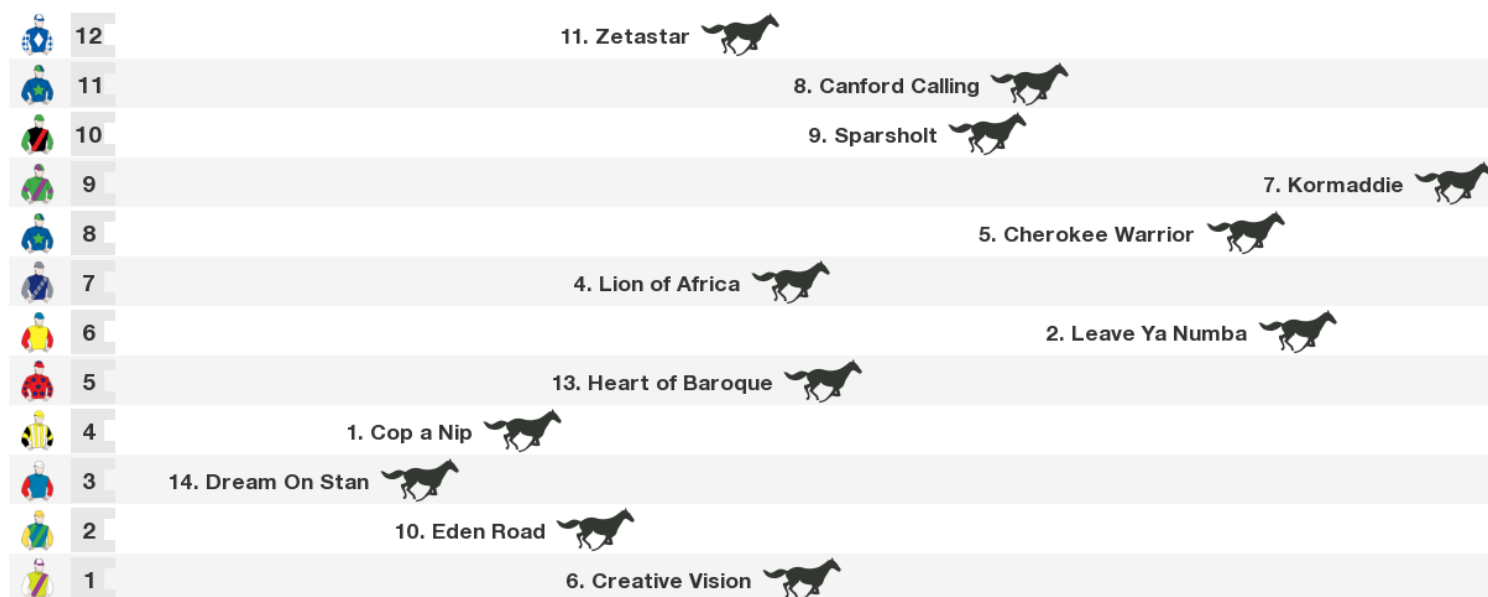 12 11. Zetastar
11 8. Canford Calling
10 9. Sparsholt
9 7. Kormaddie
8 5. Cherokee Warrior
7 4. Lion of Africa
6 2. Leave Ya Numba
5 13. Heart of Baroque
4 1. Cop a Nip
3 14. Dream On Stan
2 10. Eden Road
1 6. Creative Vision